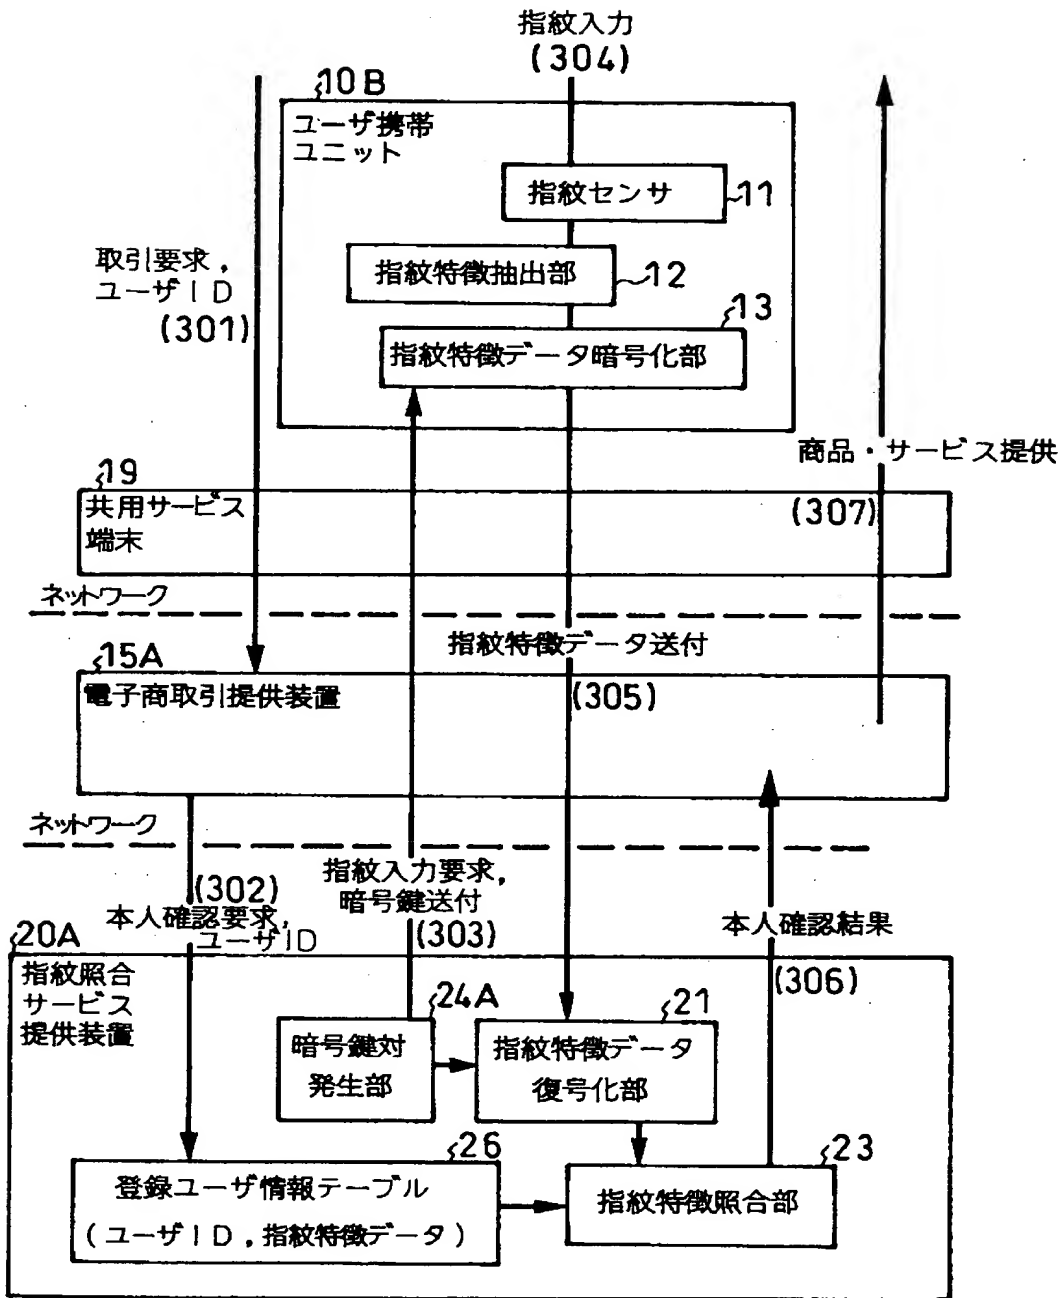 指紋入力
(304)
10B
ユーザ携帯
ユニット
指紋センサ
11
指紋特徴抽出部
12
13
指紋特徴データ暗号化部
取引要求,
ユーザID
(301)
商品・サービス提供
(307)
19
共用サービス
端末
ネットワーク
指紋特徴データ送付
(305)
15A
電子商取引提供装置
ネットワーク
(302)
本人確認要求,
ユーザID
指紋入力要求,
暗号鍵送付
(303)
本人確認結果
(306)
20A
指紋照合
サービス
提供装置
24A
暗号鍵対
発生部
21
指紋特徴データ
復号化部
26
登録ユーザ情報テーブル
(ユーザID,指紋特徴データ)
23
指紋特徴照合部